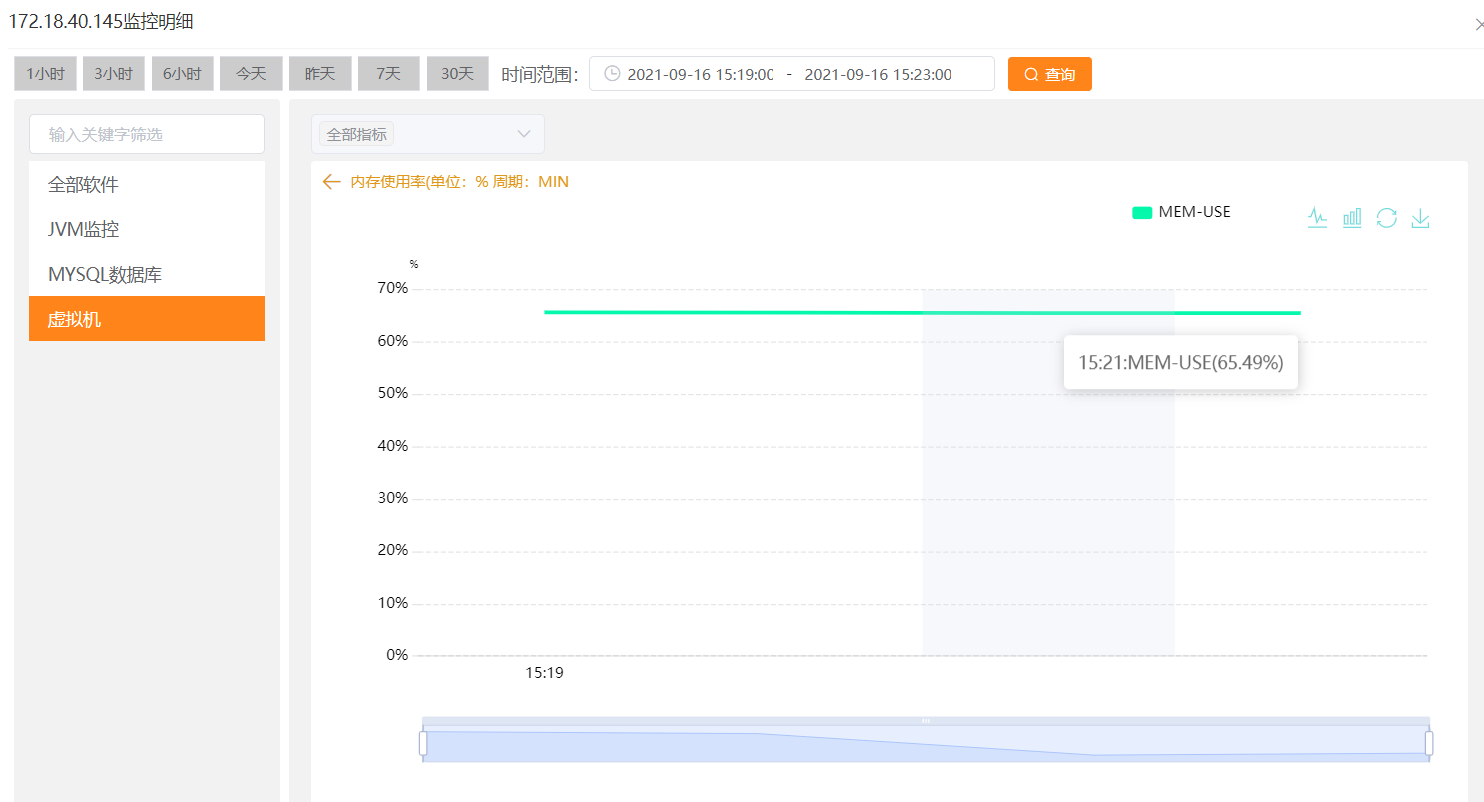 172.18.40.145监控明细
1小时 3小时 6小时 今天 昨天 7天 30天 时间范围： 2021-09-16 15:19:00 - 2021-09-16 15:23:00 查询
输入关键字筛选
全部软件
JVM监控
MYSQL数据库
虚拟机
全部指标
内存使用率(单位：% 周期：MIN
MEM-USE
%
70%
60%
15:21:MEM-USE(65.49%)
50%
40%
30%
20%
10%
0%
15:19